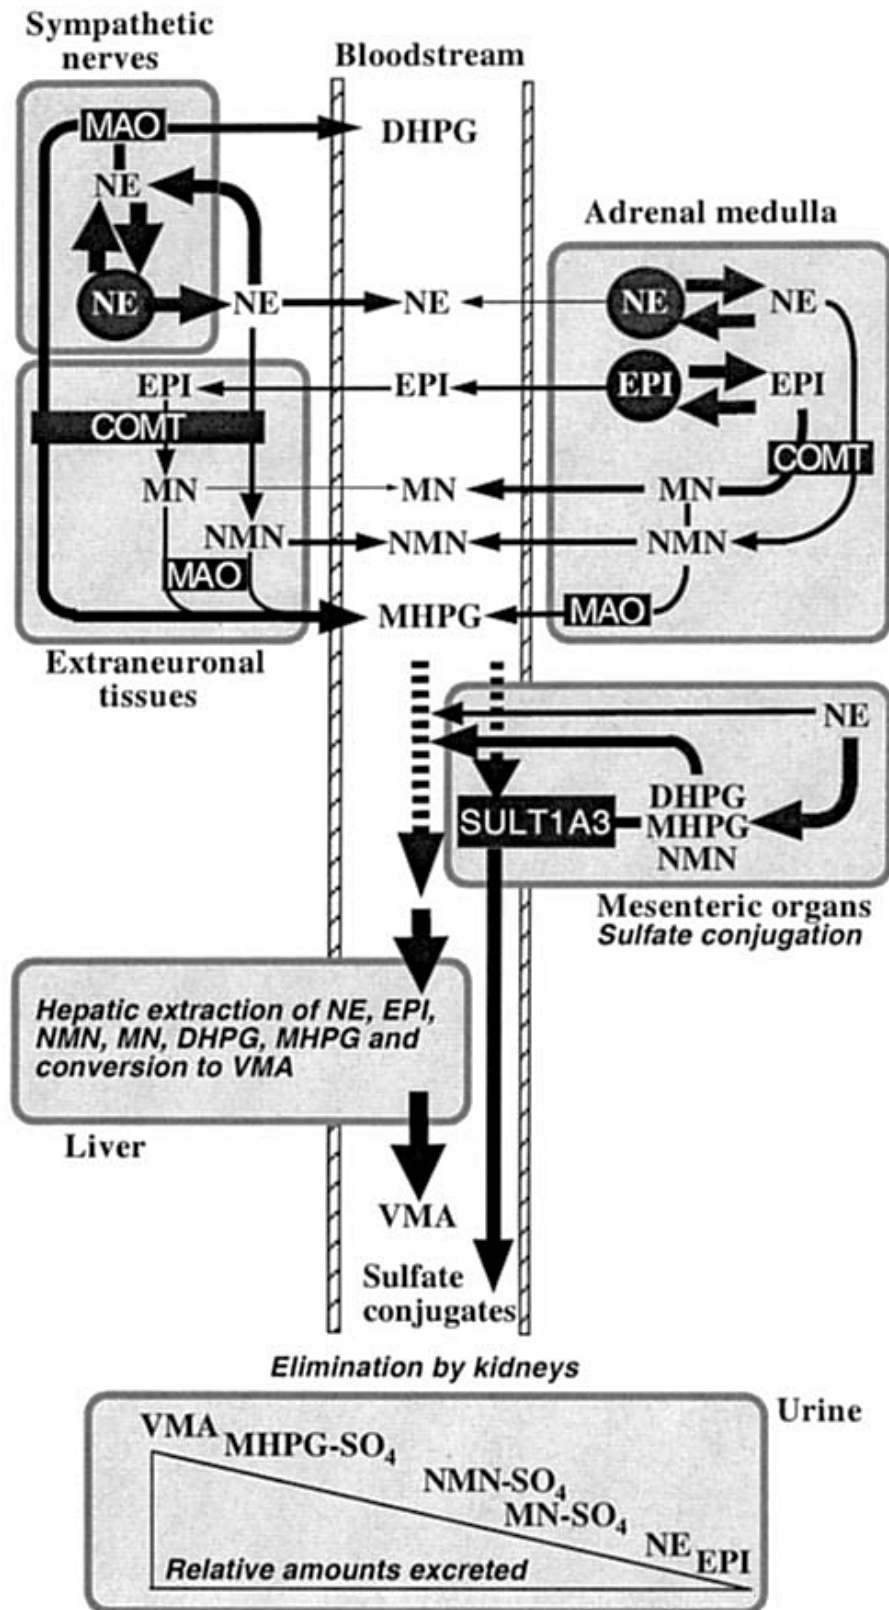 Sympathetic
nerves
Bloodstream
MAO
DHPG
NE
Adrenal medulla
NE
NE
NE
NE
NE
EPI
EPI
EPI
EPI
COMT
COMT
MN
MN
MN
NMN
NMN
NMN
MAO
MHPG
MAO
Extraneuronal
tissues
NE
DHPG
SULT1A3
MHPG
NMN
Mesenteric organs
Sulfate conjugation
Hepatic extraction of NE, EPI,
NMN, MN, DHPG, MHPG and
conversion to VMA
Liver
VMA
Sulfate
conjugates
Elimination by kidneys
Urine
VMA
MHPG-SO₄
NMN-SO₄
MN-SO₄
NE
EPI
Relative amounts excreted